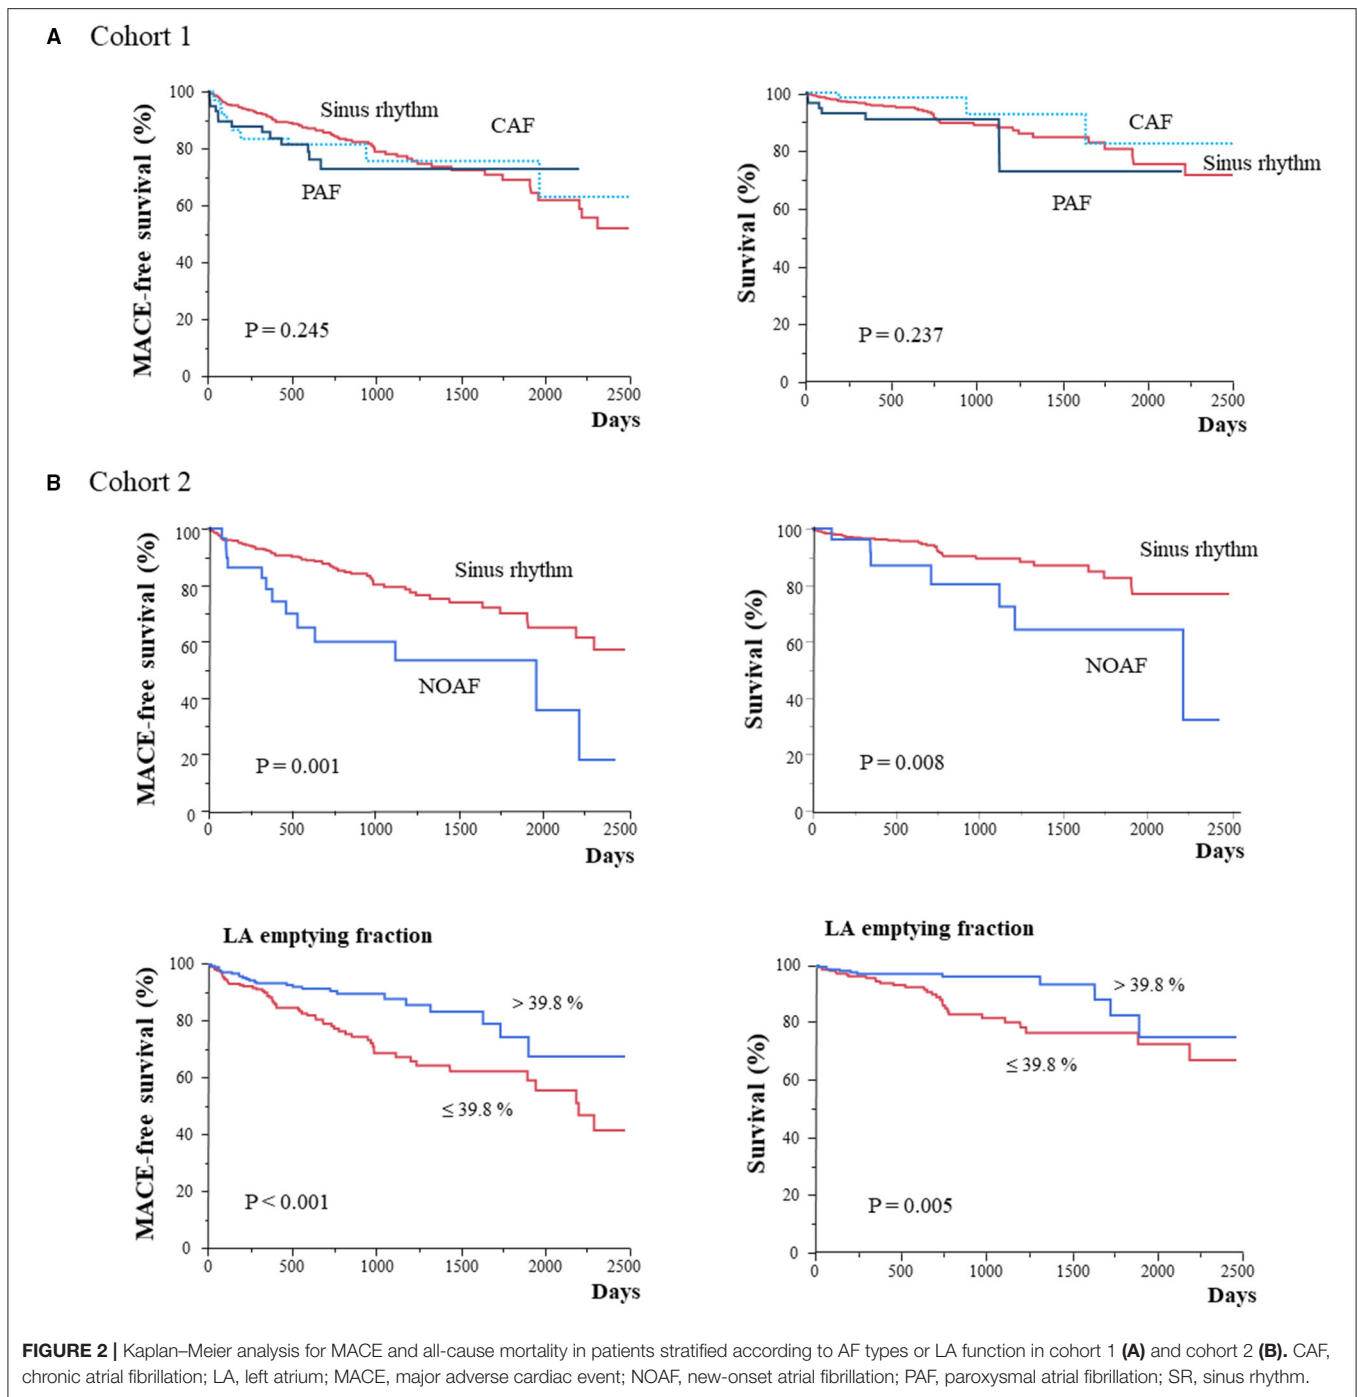 A Cohort 1
MACE-free survival (%)
100
80
60
40
20
0
Sinus rhythm
CAF
PAF
P = 0.245
0 500 1000 1500 2000 2500
Days
Survival (%)
100
80
60
40
20
0
CAF
Sinus rhythm
PAF
P = 0.237
0 500 1000 1500 2000 2500
Days
B Cohort 2
MACE-free survival (%)
100
80
60
40
20
0
Sinus rhythm
NOAF
P = 0.001
0 500 1000 1500 2000 2500
Days
Survival (%)
100
80
60
40
20
0
Sinus rhythm
NOAF
P = 0.008
0 500 1000 1500 2000 2500
Days
LA emptying fraction
MACE-free survival (%)
100
80
60
40
20
0
> 39.8 %
≤ 39.8 %
P < 0.001
0 500 1000 1500 2000 2500
Days
LA emptying fraction
Survival (%)
100
80
60
40
20
0
> 39.8 %
≤ 39.8 %
P = 0.005
0 500 1000 1500 2000 2500
Days
FIGURE 2 | Kaplan–Meier analysis for MACE and all-cause mortality in patients stratified according to AF types or LA function in cohort 1 (A) and cohort 2 (B). CAF,
chronic atrial fibrillation; LA, left atrium; MACE, major adverse cardiac event; NOAF, new-onset atrial fibrillation; PAF, paroxysmal atrial fibrillation; SR, sinus rhythm.